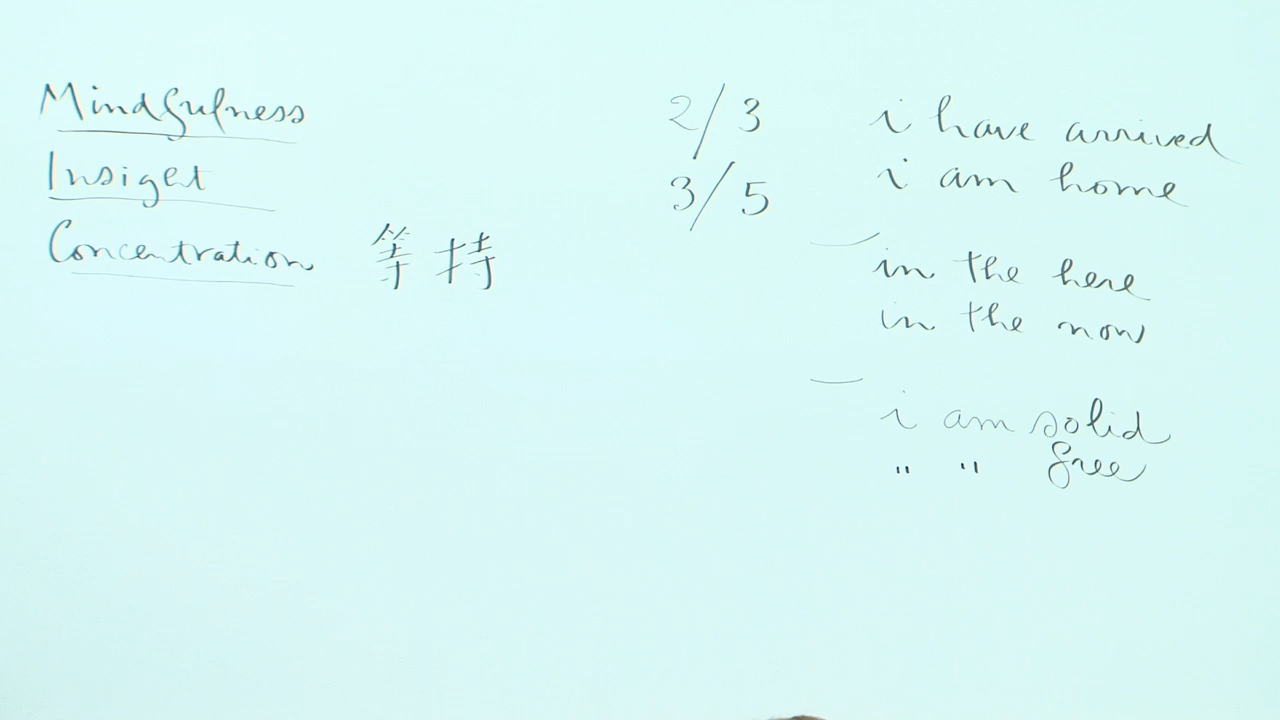 Mindfulness
Insight
Concentration 等持
2/3
3/5
i have arrived
i am home
in the here
in the now
i am solid
" " free